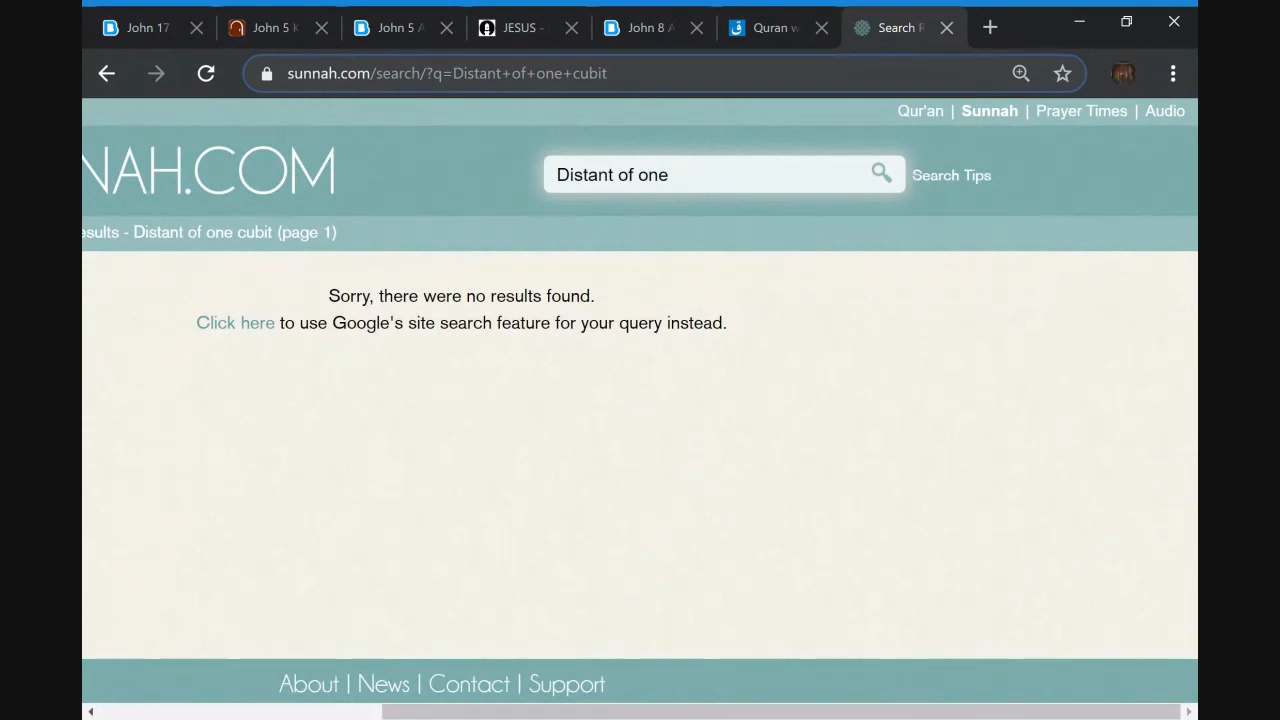 John 17
John 5 K
John 5 A
JESUS -
John 8 A
Quran w
Search R
sunnah.com/search/?q=Distant+of+one+cubit
Qur'an | Sunnah | Prayer Times | Audio
NAH.COM
Distant of one
Search Tips
esults - Distant of one cubit (page 1)
Sorry, there were no results found.
Click here to use Google's site search feature for your query instead.
About | News | Contact | Support